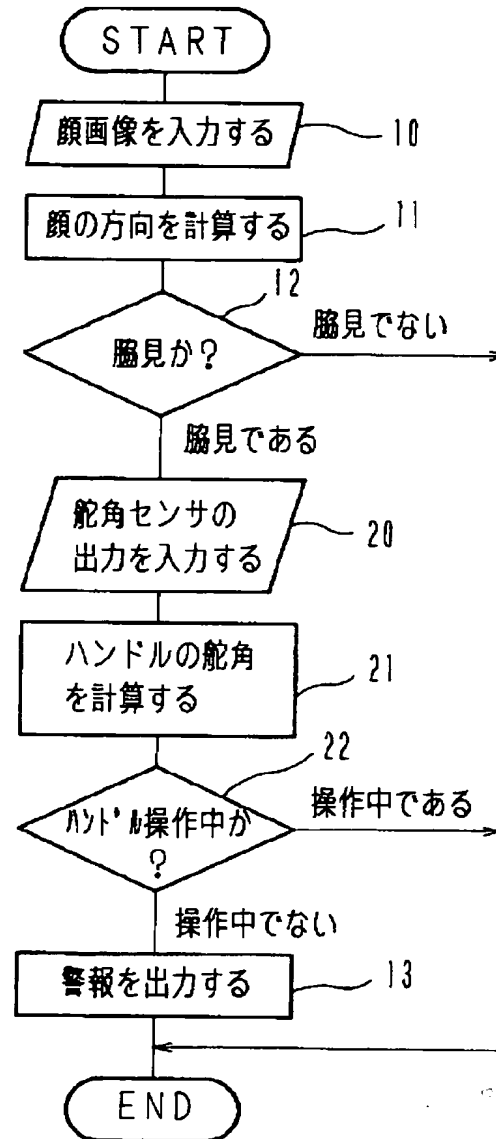 START
顔画像を入力する
10
顔の方向を計算する
11
12
脇見か？
脇見でない
脇見である
舵角センサの
出力を入力する
20
ハンドルの舵角
を計算する
21
22
ﾊﾝﾄﾞﾙ操作中か
？
操作中である
操作中でない
警報を出力する
13
END